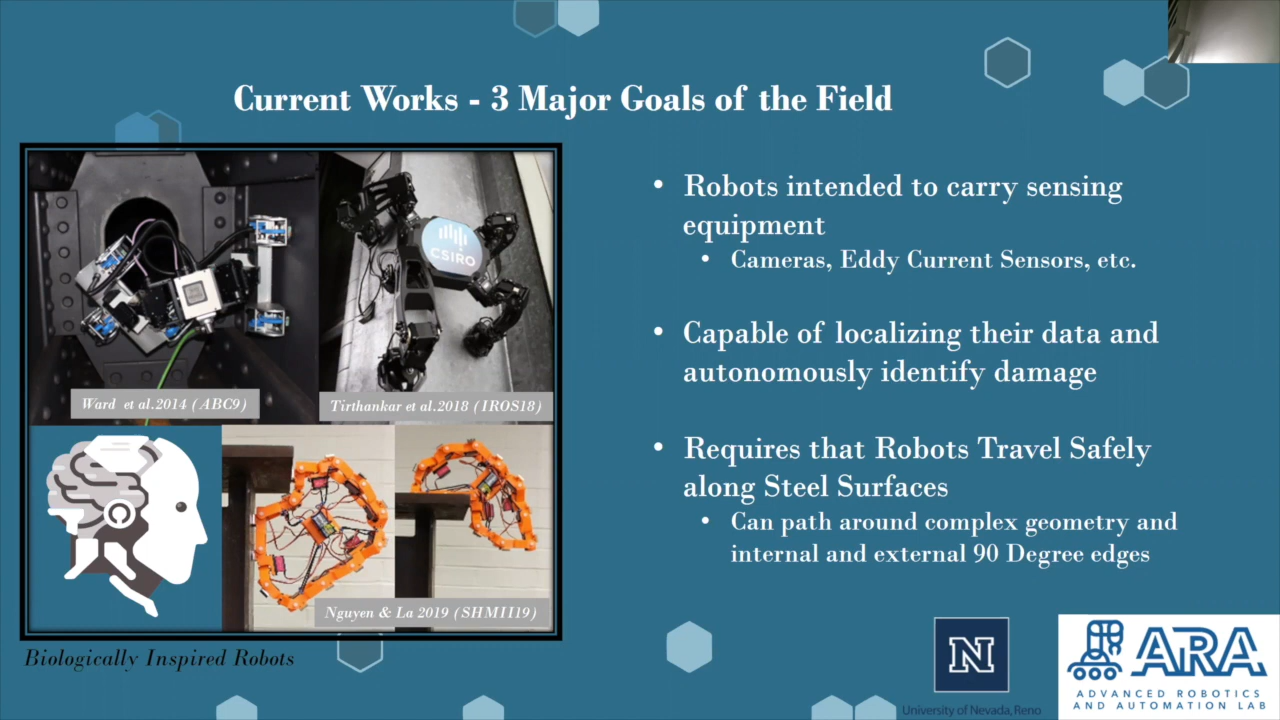 Current Works - 3 Major Goals of the Field
CSIRO
Ward et al.2014 (ABC9)
Tirthankar et al.2018 (IROS18)
Nguyen & La 2019 (SHMII19)
Biologically Inspired Robots
• Robots intended to carry sensing
equipment
• Cameras, Eddy Current Sensors, etc.
• Capable of localizing their data and
autonomously identify damage
• Requires that Robots Travel Safely
along Steel Surfaces
• Can path around complex geometry and
internal and external 90 Degree edges
N
University of Nevada, Reno
ARA
ADVANCED ROBOTICS
AND AUTOMATION LAB